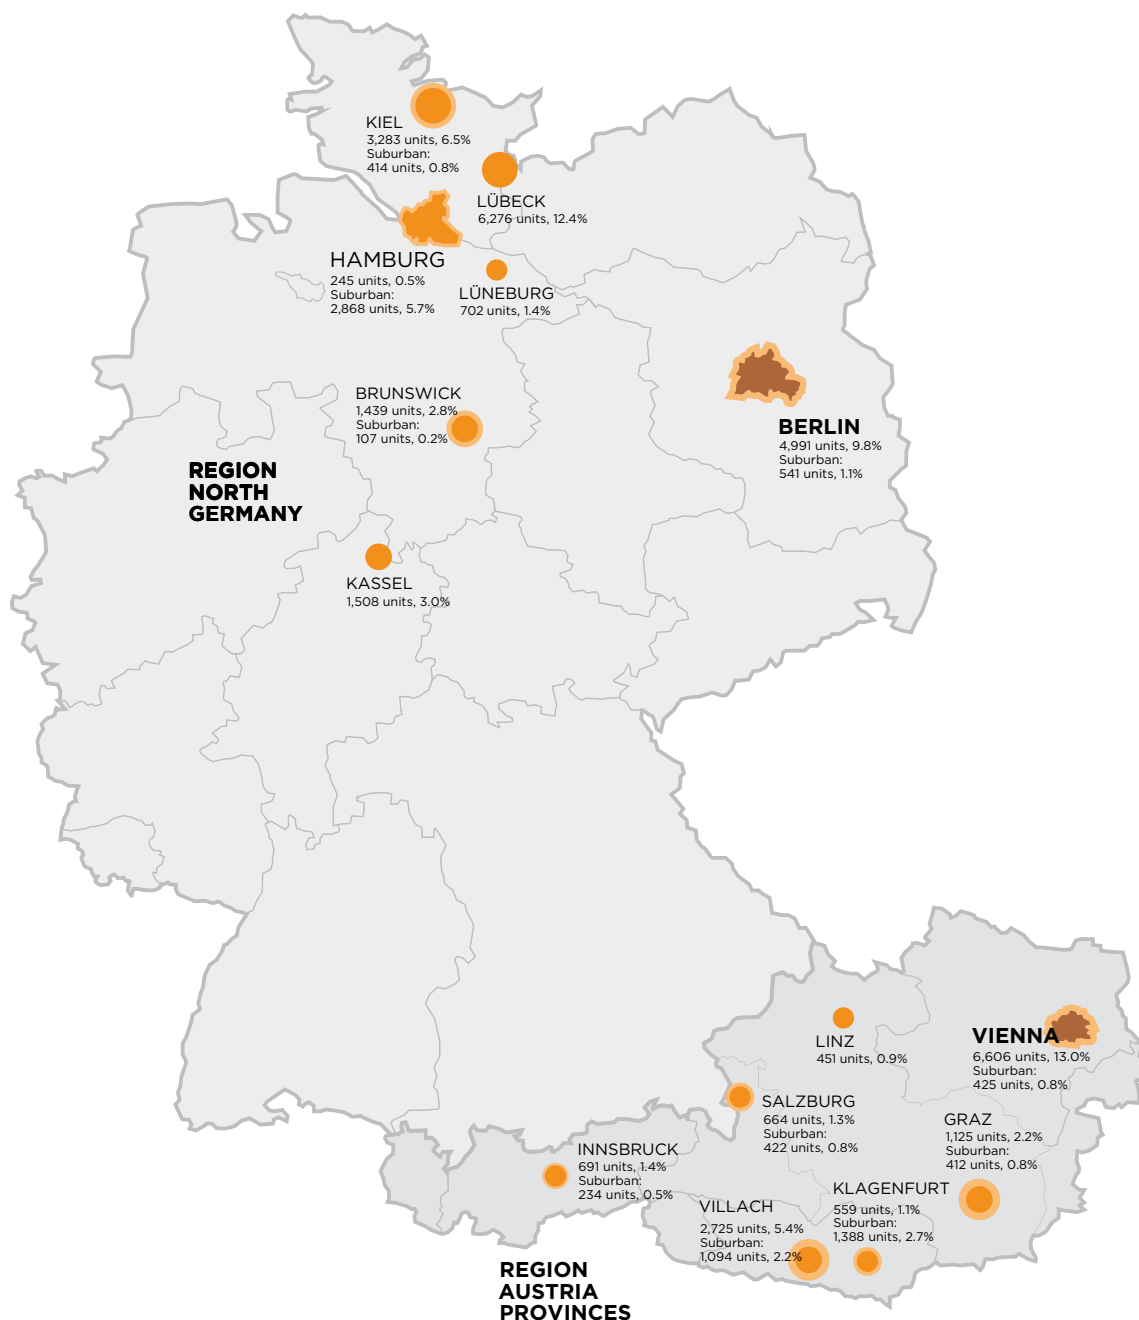 KIEL
3,283 units, 6.5%
Suburban:
414 units, 0.8%
LÜBECK
6,276 units, 12.4%
HAMBURG
245 units, 0.5%
Suburban:
2,868 units, 5.7%
LÜNEBURG
702 units, 1.4%
BRUNSWICK
1,439 units, 2.8%
Suburban:
107 units, 0.2%
BERLIN
4,991 units, 9.8%
Suburban:
541 units, 1.1%
REGION
NORTH
GERMANY
KASSEL
1,508 units, 3.0%
LINZ
451 units, 0.9%
VIENNA
6,606 units, 13.0%
Suburban:
425 units, 0.8%
SALZBURG
664 units, 1.3%
Suburban:
422 units, 0.8%
GRAZ
1,125 units, 2.2%
Suburban:
412 units, 0.8%
INNSBRUCK
691 units, 1.4%
Suburban:
234 units, 0.5%
KLAGENFURT
559 units, 1.1%
Suburban:
1,388 units, 2.7%
VILLACH
2,725 units, 5.4%
Suburban:
1,094 units, 2.2%
REGION
AUSTRIA
PROVINCES